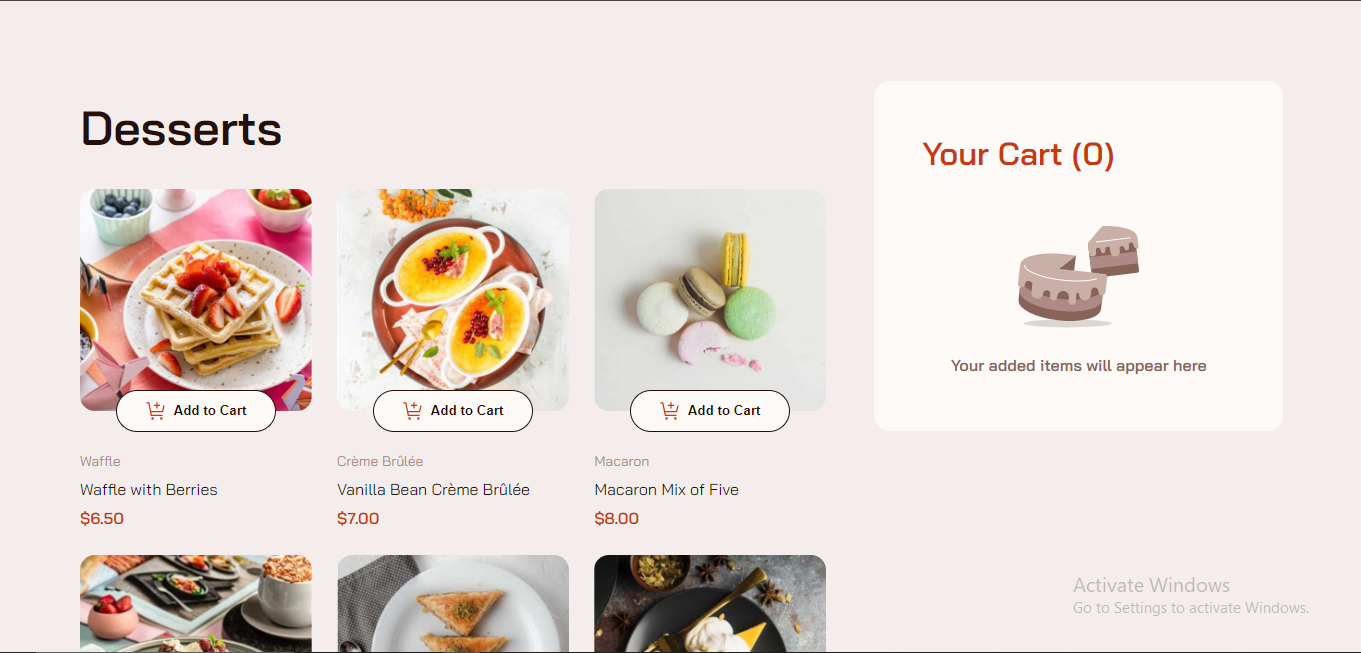 Desserts
Your Cart (0)
Your added items will appear here
Add to Cart
Add to Cart
Add to Cart
Waffle
Crème Brûlée
Macaron
Waffle with Berries
Vanilla Bean Crème Brûlée
Macaron Mix of Five
$6.50
$7.00
$8.00
Activate Windows
Go to Settings to activate Windows.